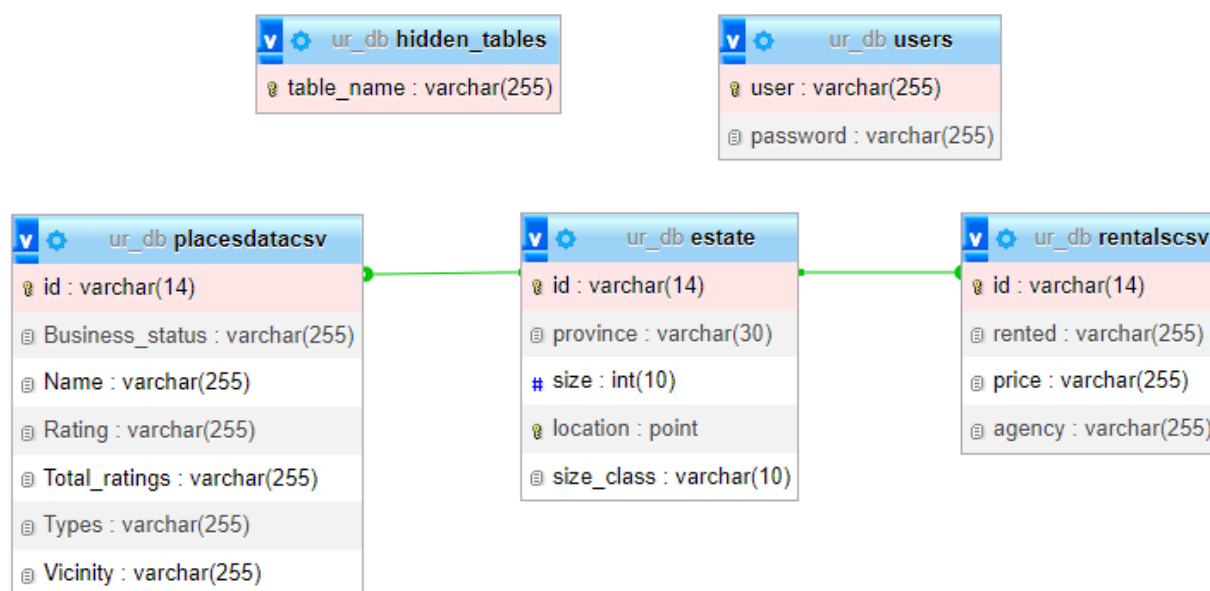 v ur_db hidden_tables
table_name : varchar(255)
v ur_db users
user : varchar(255)
password : varchar(255)
v ur_db placesdatacsv
id : varchar(14)
Business_status : varchar(255)
Name : varchar(255)
Rating : varchar(255)
Total_ratings : varchar(255)
Types : varchar(255)
Vicinity : varchar(255)
v ur_db estate
id : varchar(14)
province : varchar(30)
# size : int(10)
location : point
size_class : varchar(10)
v ur_db rentalscsv
id : varchar(14)
rented : varchar(255)
price : varchar(255)
agency : varchar(255)